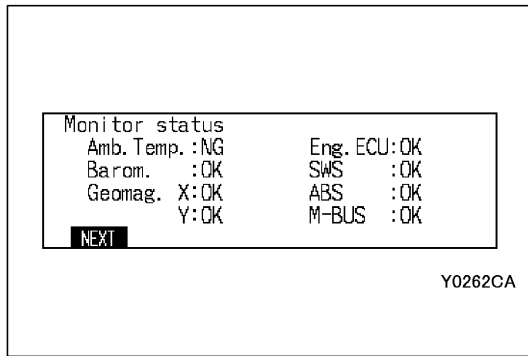 Monitor status
Amb. Temp. :NG Eng. ECU:OK
Barom. :OK SWS :OK
Geomag. X:OK ABS :OK
Y:OK M-BUS :OK
NEXT
Y0262CA